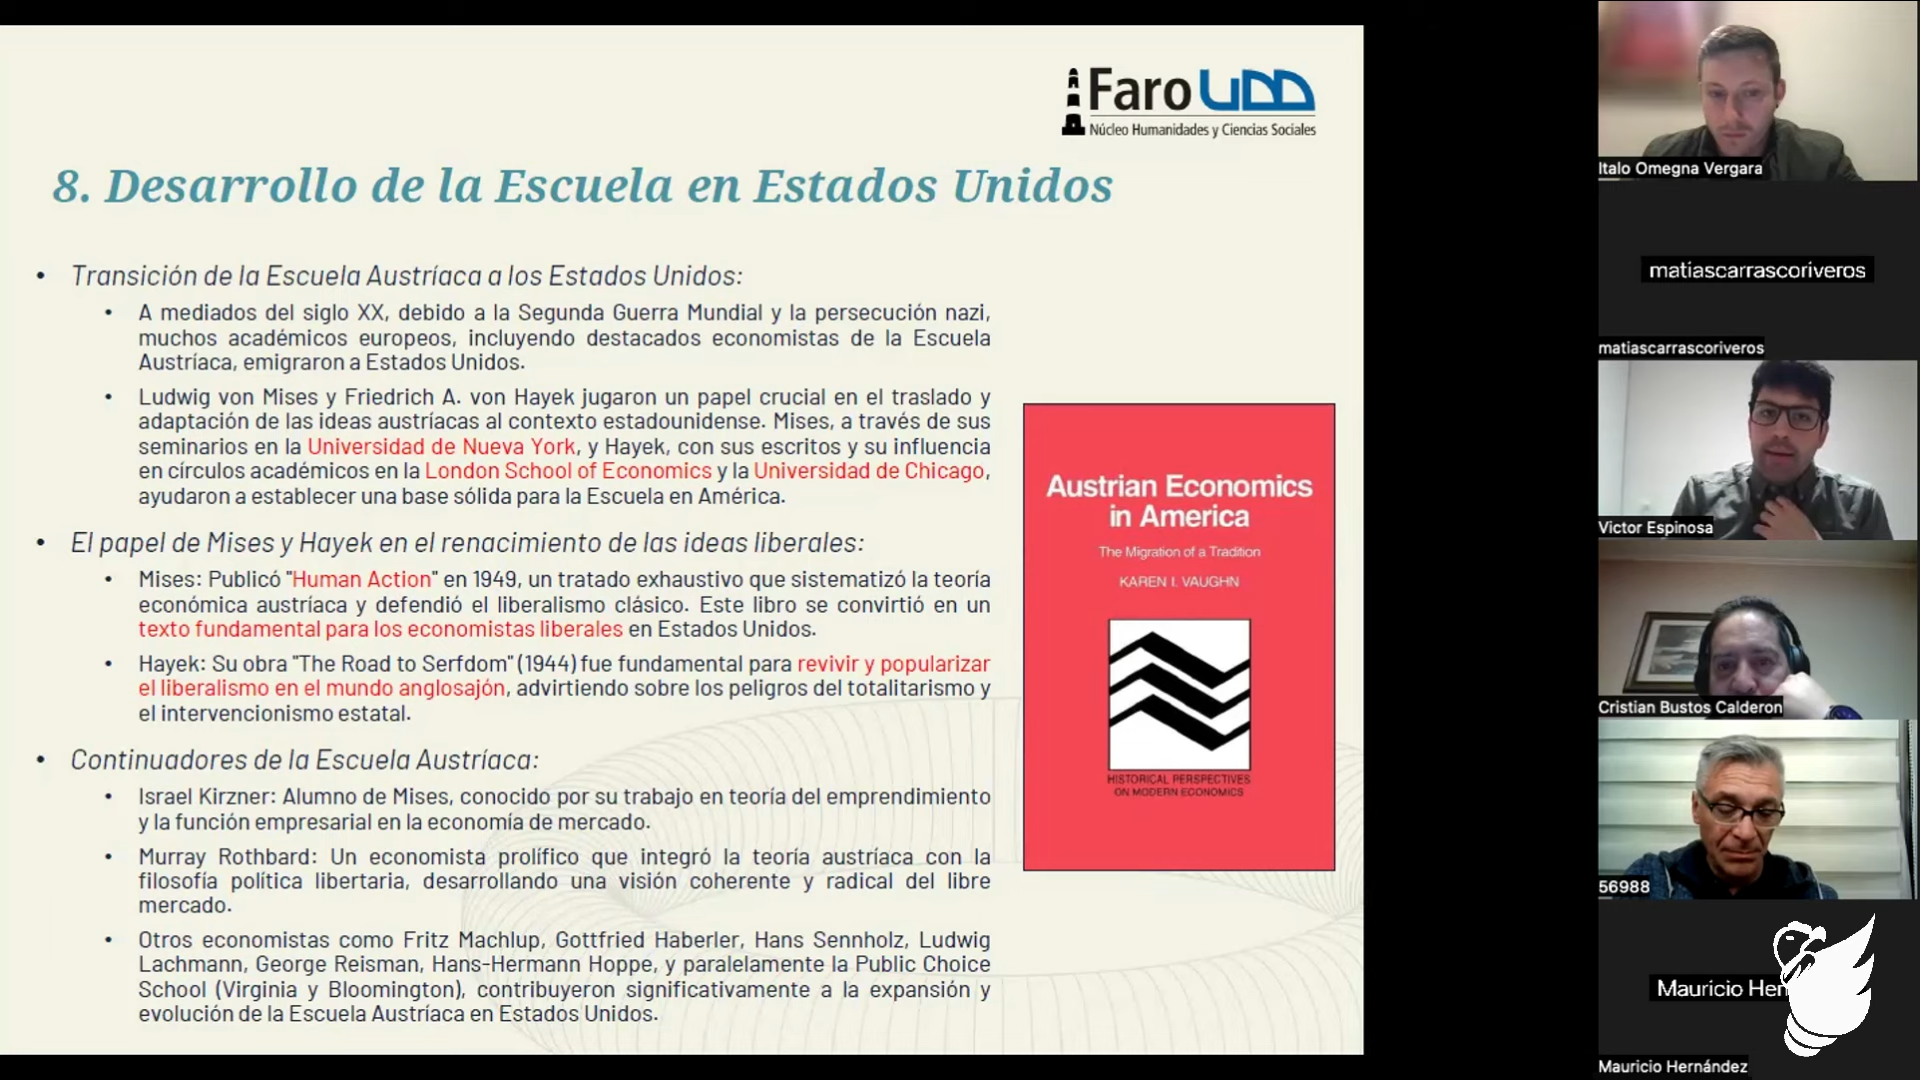 Faro UDD
Núcleo Humanidades y Ciencias Sociales
8. Desarrollo de la Escuela en Estados Unidos
• Transición de la Escuela Austríaca a los Estados Unidos:
• A mediados del siglo XX, debido a la Segunda Guerra Mundial y la persecución nazi,
muchos académicos europeos, incluyendo destacados economistas de la Escuela
Austríaca, emigraron a Estados Unidos.
• Ludwig von Mises y Friedrich A. von Hayek jugaron un papel crucial en el traslado y
adaptación de las ideas austríacas al contexto estadounidense. Mises, a través de sus
seminarios en la Universidad de Nueva York, y Hayek, con sus escritos y su influencia
en círculos académicos en la London School of Economics y la Universidad de Chicago,
ayudaron a establecer una base sólida para la Escuela en América.
• El papel de Mises y Hayek en el renacimiento de las ideas liberales:
• Mises: Publicó "Human Action" en 1949, un tratado exhaustivo que sistematizó la teoría
económica austríaca y defendió el liberalismo clásico. Este libro se convirtió en un
texto fundamental para los economistas liberales en Estados Unidos.
• Hayek: Su obra "The Road to Serfdom" (1944) fue fundamental para revivir y popularizar
el liberalismo en el mundo anglosajón, advirtiendo sobre los peligros del totalitarismo y
el intervencionismo estatal.
• Continuadores de la Escuela Austríaca:
• Israel Kirzner: Alumno de Mises, conocido por su trabajo en teoría del emprendimiento
y la función empresarial en la economía de mercado.
• Murray Rothbard: Un economista prolífico que integró la teoría austríaca con la
filosofía política libertaria, desarrollando una visión coherente y radical del libre
mercado.
• Otros economistas como Fritz Machlup, Gottfried Haberler, Hans Sennholz, Ludwig
Lachmann, George Reisman, Hans-Hermann Hoppe, y paralelamente la Public Choice
School (Virginia y Bloomington), contribuyeron significativamente a la expansión y
evolución de la Escuela Austríaca en Estados Unidos.
Austrian Economics
in America
The Migration of a Tradition
KAREN I. VAUGHN
HISTORICAL PERSPECTIVES
ON MODERN ECONOMICS
Italo Omegna Vergara
matiascarrascoriveros
matiascarrascoriveros
Victor Espinosa
Cristian Bustos Calderon
56988
Mauricio Her
Mauricio Hernández